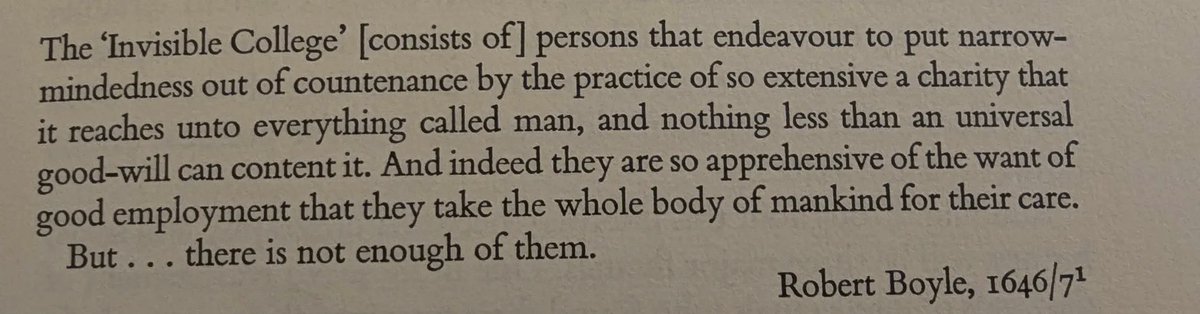 The ‘Invisible College’ [consists of] persons that endeavour to put narrow-
mindedness out of countenance by the practice of so extensive a charity that
it reaches unto everything called man, and nothing less than an universal
good-will can content it. And indeed they are so apprehensive of the want of
good employment that they take the whole body of mankind for their care.
But . . . there is not enough of them.
Robert Boyle, 1646/7¹